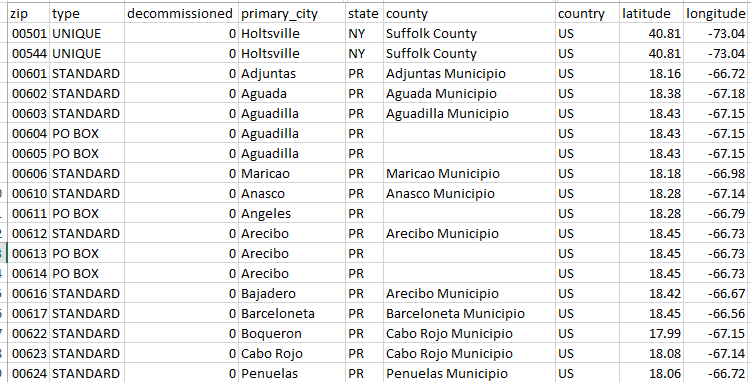 zip type decommissioned primary_city state county country latitude longitude
00501 UNIQUE 0 Holtsville NY Suffolk County US 40.81 -73.04
00544 UNIQUE 0 Holtsville NY Suffolk County US 40.81 -73.04
00601 STANDARD 0 Adjuntas PR Adjuntas Municipio US 18.16 -66.72
00602 STANDARD 0 Aguada PR Aguada Municipio US 18.38 -67.18
00603 STANDARD 0 Aguadilla PR Aguadilla Municipio US 18.43 -67.15
00604 PO BOX 0 Aguadilla PR US 18.43 -67.15
00605 PO BOX 0 Aguadilla PR US 18.43 -67.15
00606 STANDARD 0 Maricao PR Maricao Municipio US 18.18 -66.98
00610 STANDARD 0 Anasco PR Anasco Municipio US 18.28 -67.14
00611 PO BOX 0 Angeles PR US 18.28 -66.79
00612 STANDARD 0 Arecibo PR Arecibo Municipio US 18.45 -66.73
00613 PO BOX 0 Arecibo PR US 18.45 -66.73
00614 PO BOX 0 Arecibo PR US 18.45 -66.73
00616 STANDARD 0 Bajadero PR Arecibo Municipio US 18.42 -66.67
00617 STANDARD 0 Barceloneta PR Barceloneta Municipio US 18.45 -66.56
00622 STANDARD 0 Boqueron PR Cabo Rojo Municipio US 17.99 -67.15
00623 STANDARD 0 Cabo Rojo PR Cabo Rojo Municipio US 18.08 -67.14
00624 STANDARD 0 Penuelas PR Penuelas Municipio US 18.06 -66.72